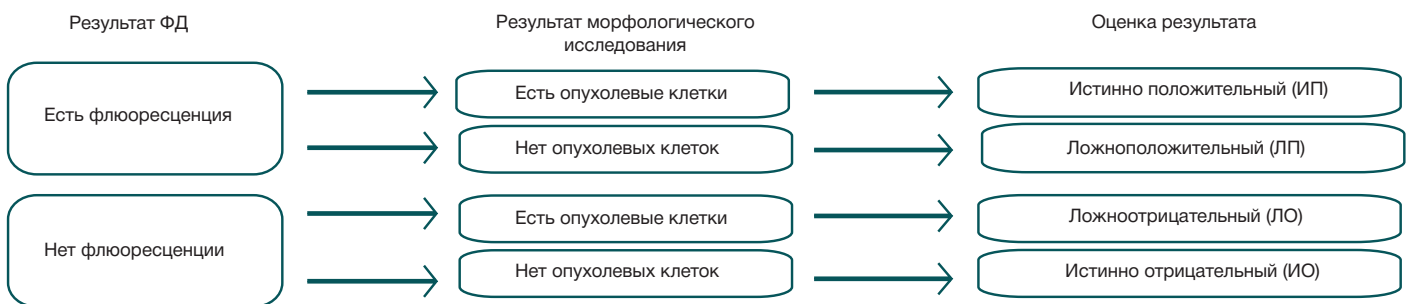 Результат ФД
Результат морфологического
исследования
Оценка результата
Есть флюоресценция
Есть опухолевые клетки
Истинно положительный (ИП)
Нет опухолевых клеток
Ложноположительный (ЛП)
Нет флюоресценции
Есть опухолевые клетки
Ложноотрицательный (ЛО)
Нет опухолевых клеток
Истинно отрицательный (ИО)